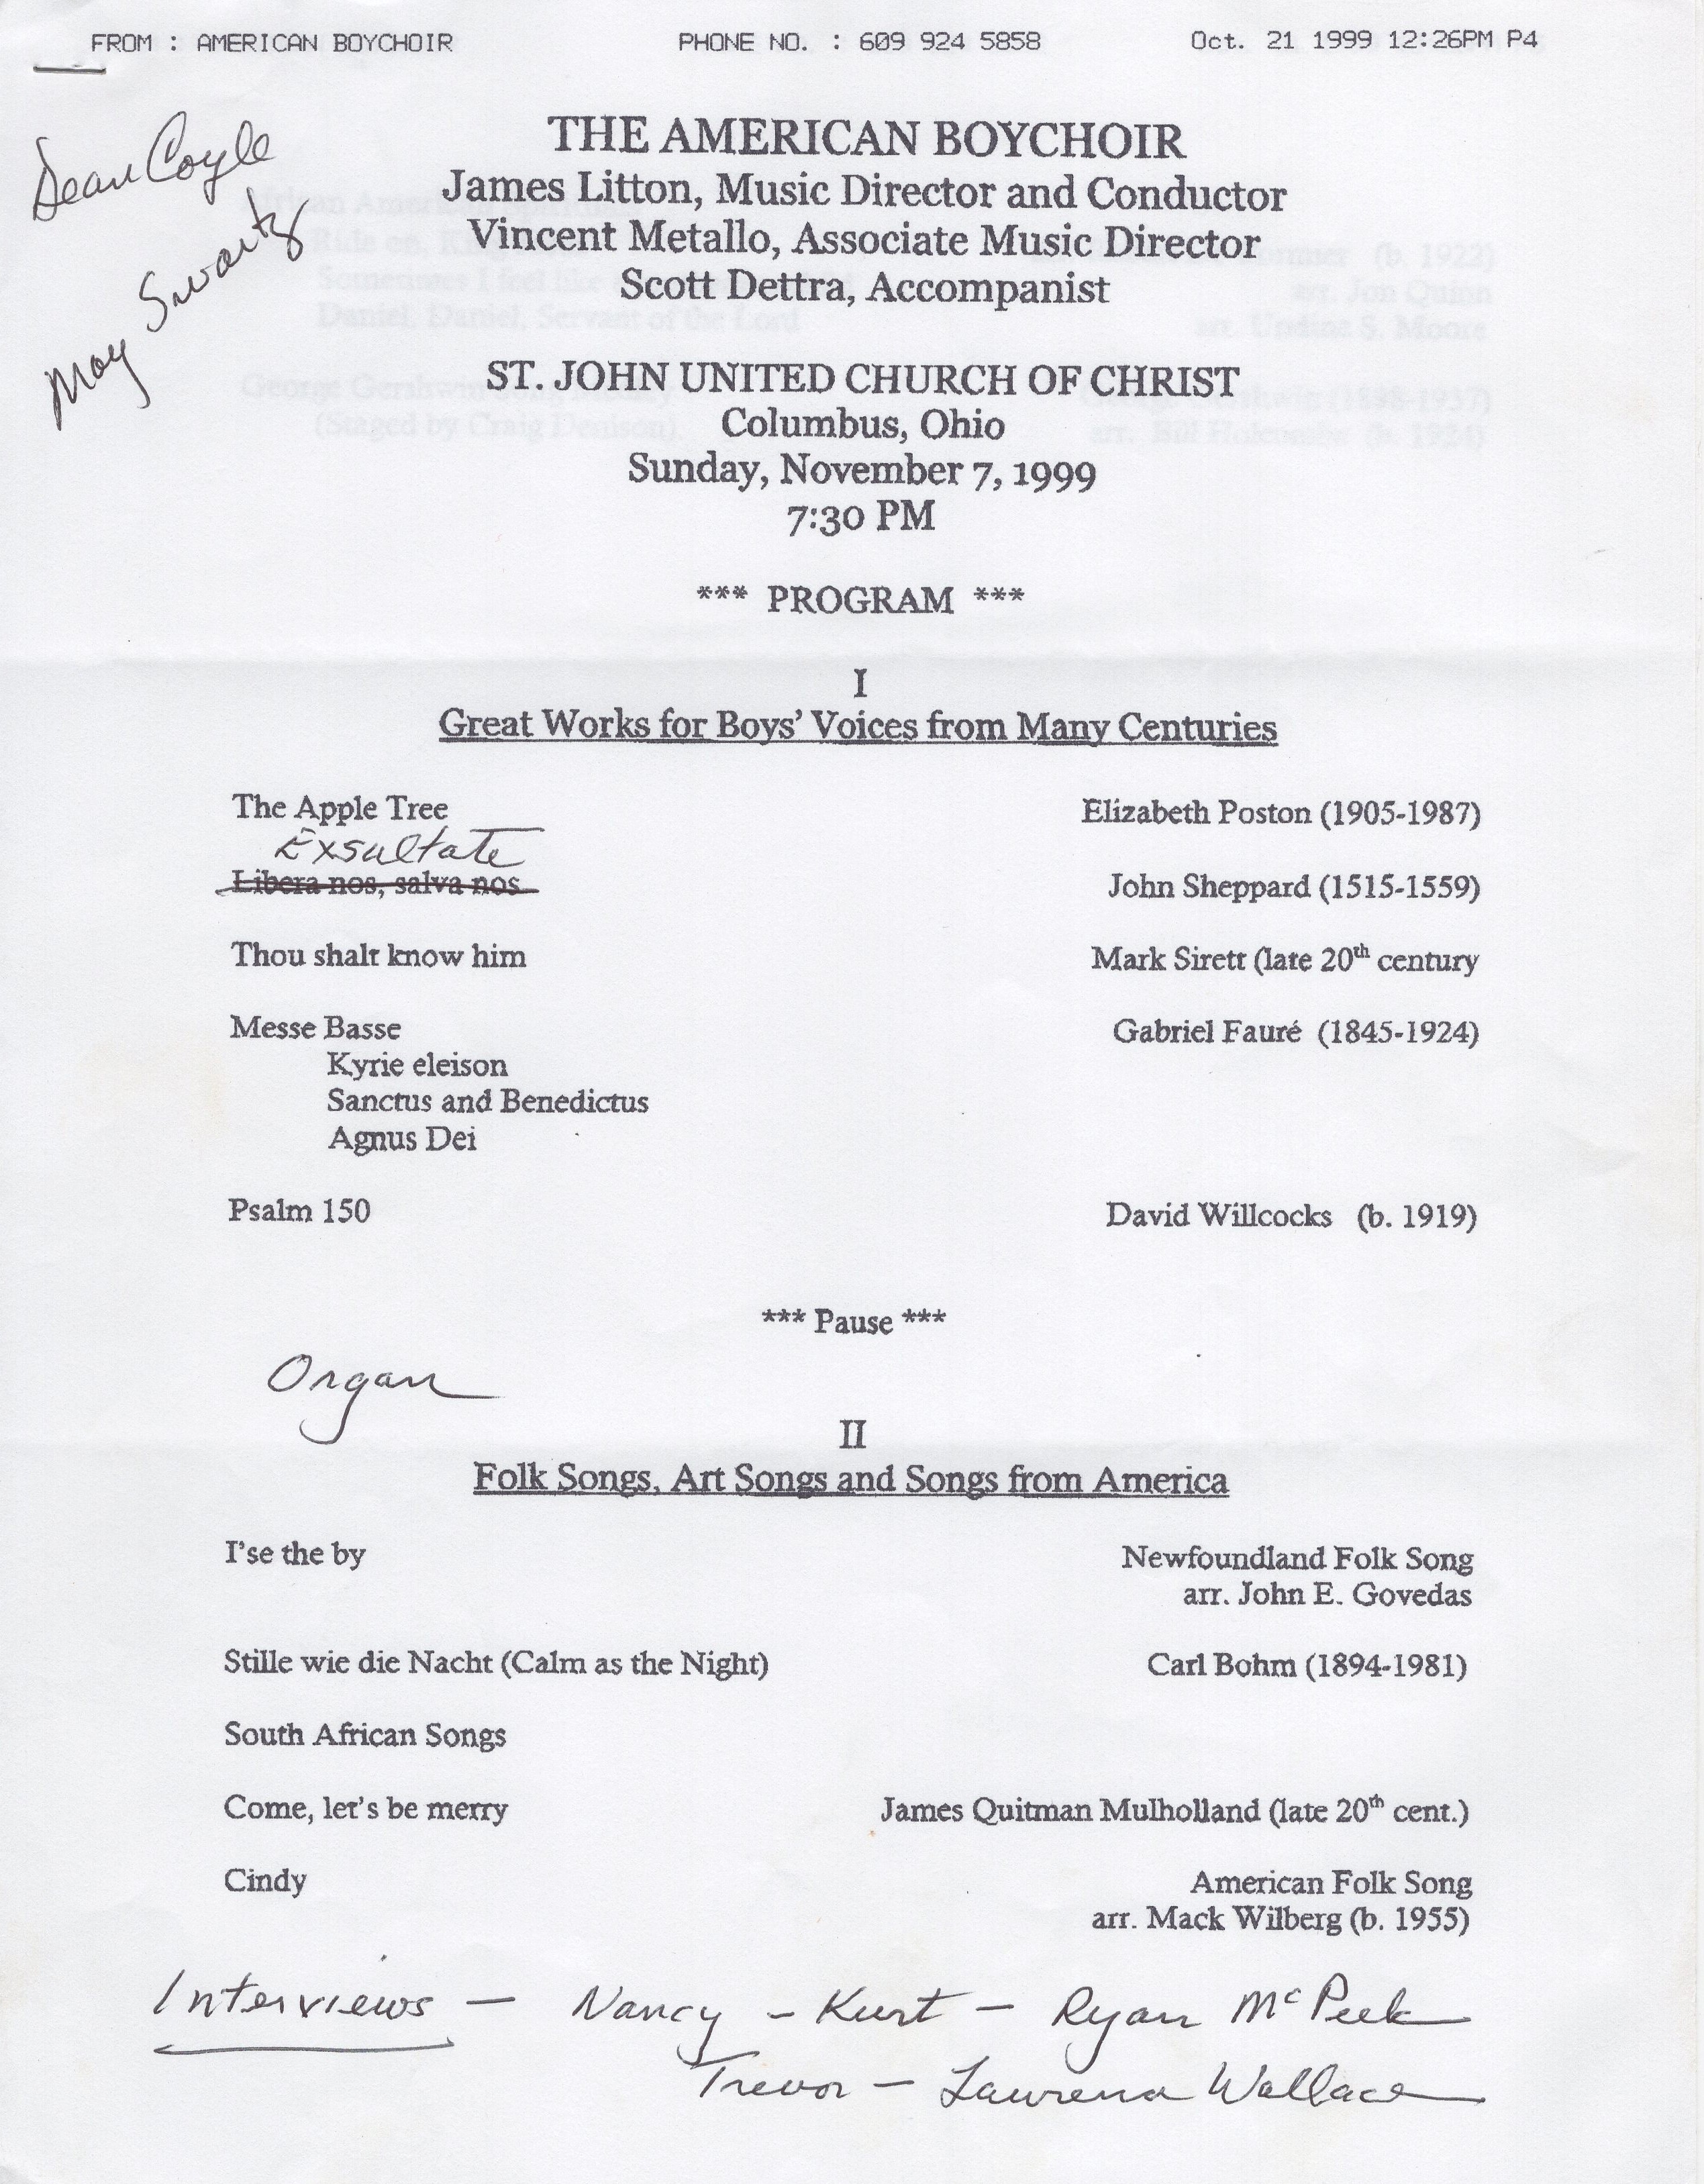 FROM : AMERICAN BOYCHOIR PHONE NO. : 609 924 5858 Oct. 21 1999 12:26PM P4
Dean Coyle
May Swartz
THE AMERICAN BOYCHOIR
James Litton, Music Director and Conductor
Vincent Metallo, Associate Music Director
Scott Dettra, Accompanist
ST. JOHN UNITED CHURCH OF CHRIST
Columbus, Ohio
Sunday, November 7, 1999
7:30 PM
*** PROGRAM ***
I
Great Works for Boys' Voices from Many Centuries
The Apple Tree Elizabeth Poston (1905-1987)
Exsultate
Libera nos, salva nos John Sheppard (1515-1559)
Thou shalt know him Mark Sirett (late 20th century
Messe Basse Gabriel Fauré (1845-1924)
Kyrie eleison
Sanctus and Benedictus
Agnus Dei
Psalm 150 David Willcocks (b. 1919)
*** Pause ***
Organ
II
Folk Songs, Art Songs and Songs from America
I'se the by Newfoundland Folk Song
arr. John E. Govedas
Stille wie die Nacht (Calm as the Night) Carl Bohm (1894-1981)
South African Songs
Come, let's be merry James Quitman Mulholland (late 20th cent.)
Cindy American Folk Song
arr. Mack Wilberg (b. 1955)
Interviews – Nancy – Kurt – Ryan McPeek
Trevor – Laurena Wallace